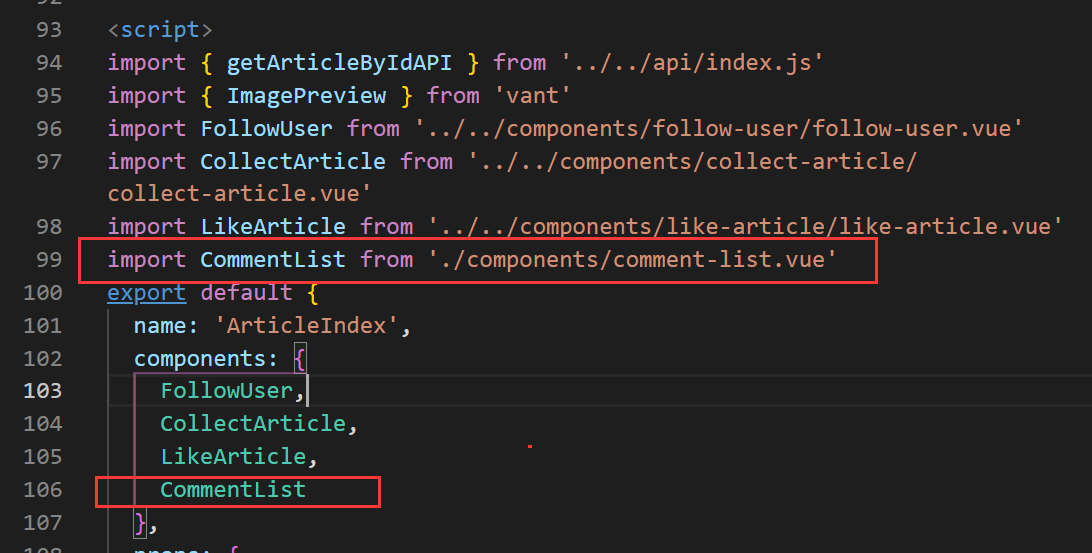 92
93 <script>
94 import { getArticleByIdAPI } from '../../api/index.js'
95 import { ImagePreview } from 'vant'
96 import FollowUser from '../../components/follow-user/follow-user.vue'
97 import CollectArticle from '../../components/collect-article/
collect-article.vue'
98 import LikeArticle from '../../components/like-article/like-article.vue'
99 import CommentList from './components/comment-list.vue'
100 export default {
101 name: 'ArticleIndex',
102 components: {
103 FollowUser,
104 CollectArticle,
105 LikeArticle,
106 CommentList
107 },
108 props: {